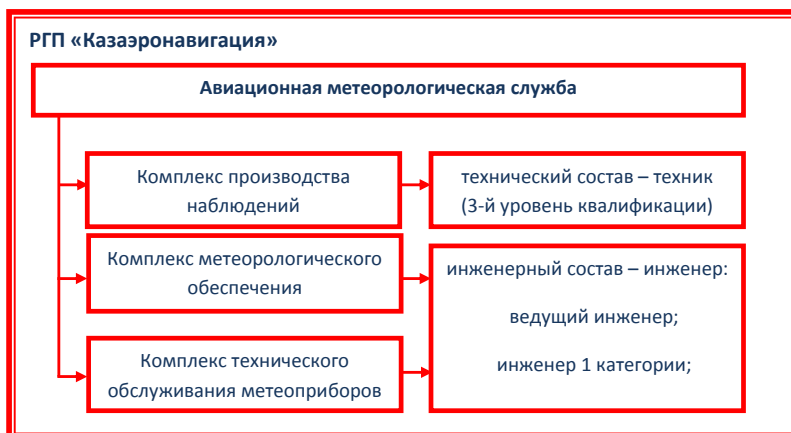 РГП «Казаэронавигация»
Авиационная метеорологическая служба
Комплекс производства
наблюдений
технический состав – техник
(3-й уровень квалификации)
Комплекс метеорологического
обеспечения
инженерный состав – инженер:
ведущий инженер;
инженер 1 категории;
Комплекс технического
обслуживания метеоприборов